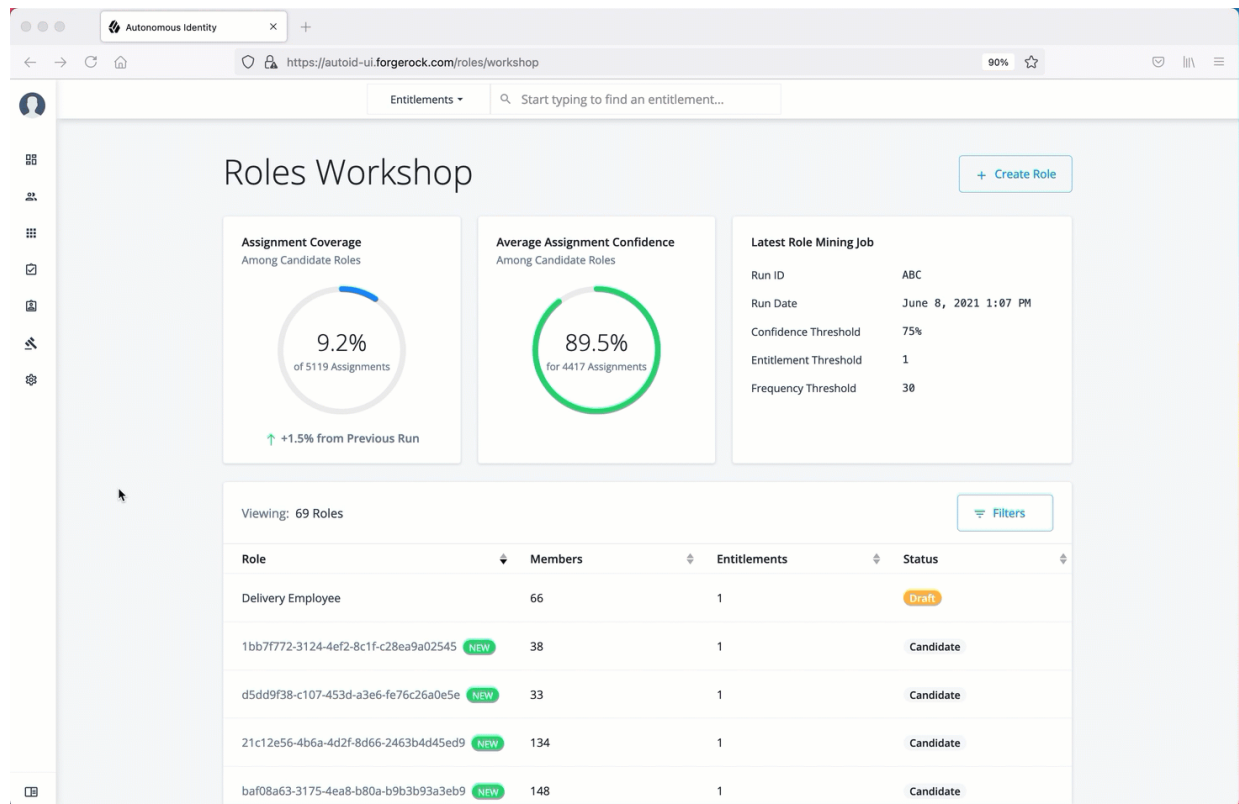 Autonomous Identity
https://autoid-ui.forgerock.com/roles/workshop
90%
Entitlements
Start typing to find an entitlement...
Roles Workshop
+ Create Role
Assignment Coverage
Among Candidate Roles
9.2%
of 5119 Assignments
+1.5% from Previous Run
Average Assignment Confidence
Among Candidate Roles
89.5%
for 4417 Assignments
Latest Role Mining Job
Run ID ABC
Run Date June 8, 2021 1:07 PM
Confidence Threshold 75%
Entitlement Threshold 1
Frequency Threshold 30
Viewing: 69 Roles
Filters
Role Members Entitlements Status
Delivery Employee 66 1 Draft
1bb7f772-3124-4ef2-8c1f-c28ea9a02545 NEW 38 1 Candidate
d5dd9f38-c107-453d-a3e6-fe76c26a0e5e NEW 33 1 Candidate
21c12e56-4b6a-4d2f-8d66-2463b4d45ed9 NEW 134 1 Candidate
baf08a63-3175-4ea8-b80a-b9b3b93a3eb9 NEW 148 1 Candidate